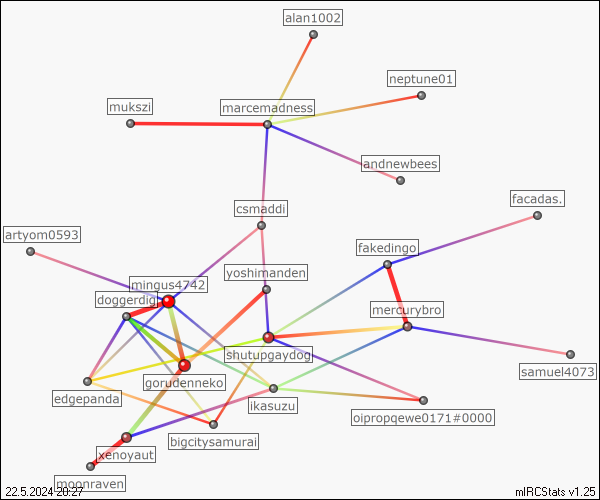 alan1002
neptune01
mukszi
marcemadness
andnewbees
facadas.
csmaddi
artyom0593
fakedingo
yoshimanden
mingus4742
doggerdig
mercurybro
shutupgaydog
samuel4073
gorudenneko
edgepanda
ikasuzu
oipropqewe0171#0000
bigcitysamurai
xenoyaut
moonraven
22.5.2024 20:27
mIRCStats v1.25